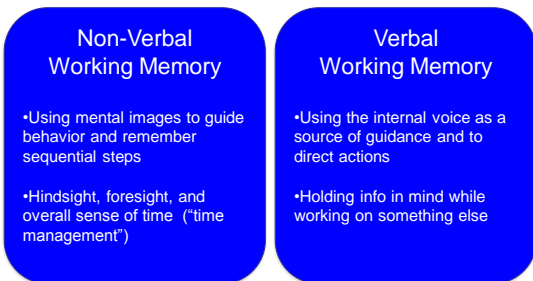 Non-Verbal
Working Memory
•Using mental images to guide
behavior and remember
sequential steps
•Hindsight, foresight, and
overall sense of time  (“time
management”)
Verbal
Working Memory
•Using the internal voice as a
source of guidance and to
direct actions
•Holding info in mind while
working on something else